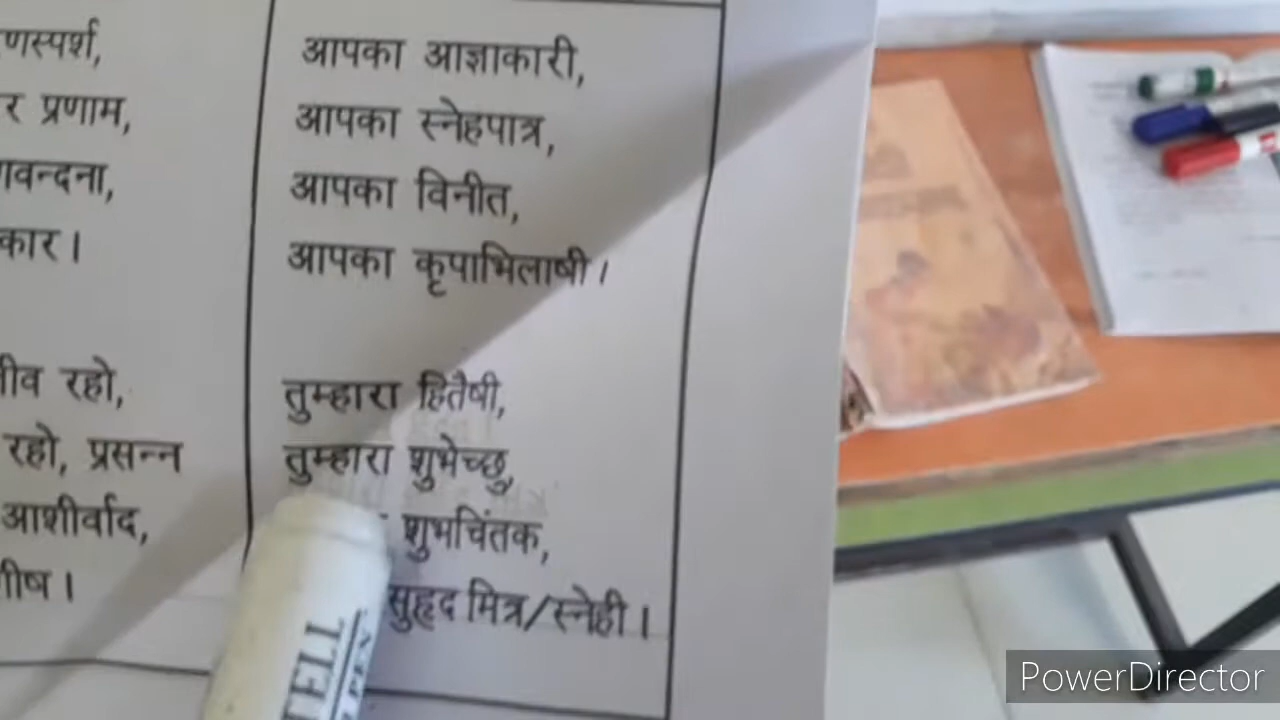 णस्पर्श,
र प्रणाम,
वन्दना,
कार।
रहो,
रहो, प्रसन्न
आशीर्वाद,
आपका आज्ञाकारी,
आपका स्नेहपात्र,
आपका विनीत,
आपका कृपाभिलाषी।
तुम्हारा हितैषी,
तुम्हारा शुभेच्छु,
शुभचिंतक,
सुहृद मित्र/स्नेही।
PowerDirector